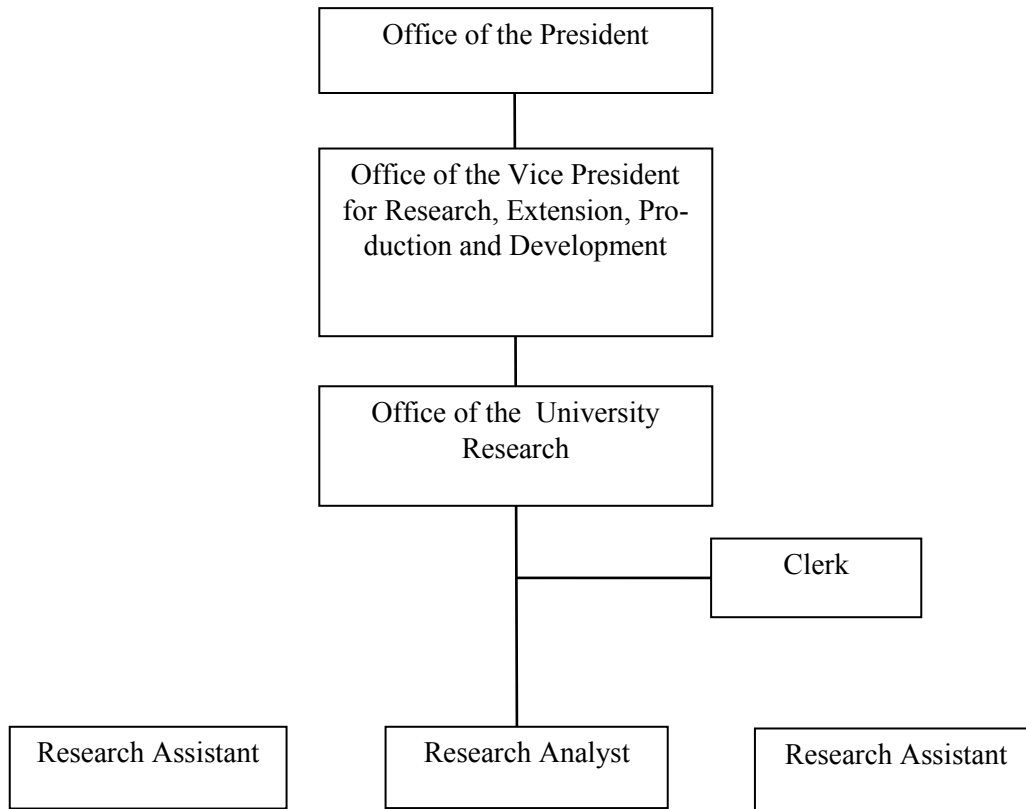 Office of the President
Office of the Vice President
for Research, Extension, Pro-
duction and Development
Office of the  University
Research
Clerk
Research Assistant
Research Analyst
Research Assistant